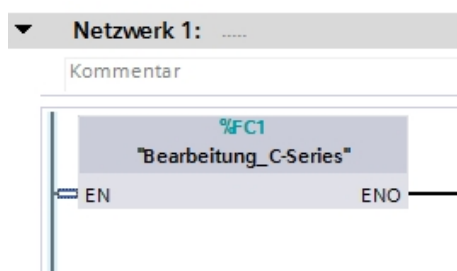 Netzwerk 1: .....
Kommentar
%FC1
"Bearbeitung_C-Series"
EN ENO